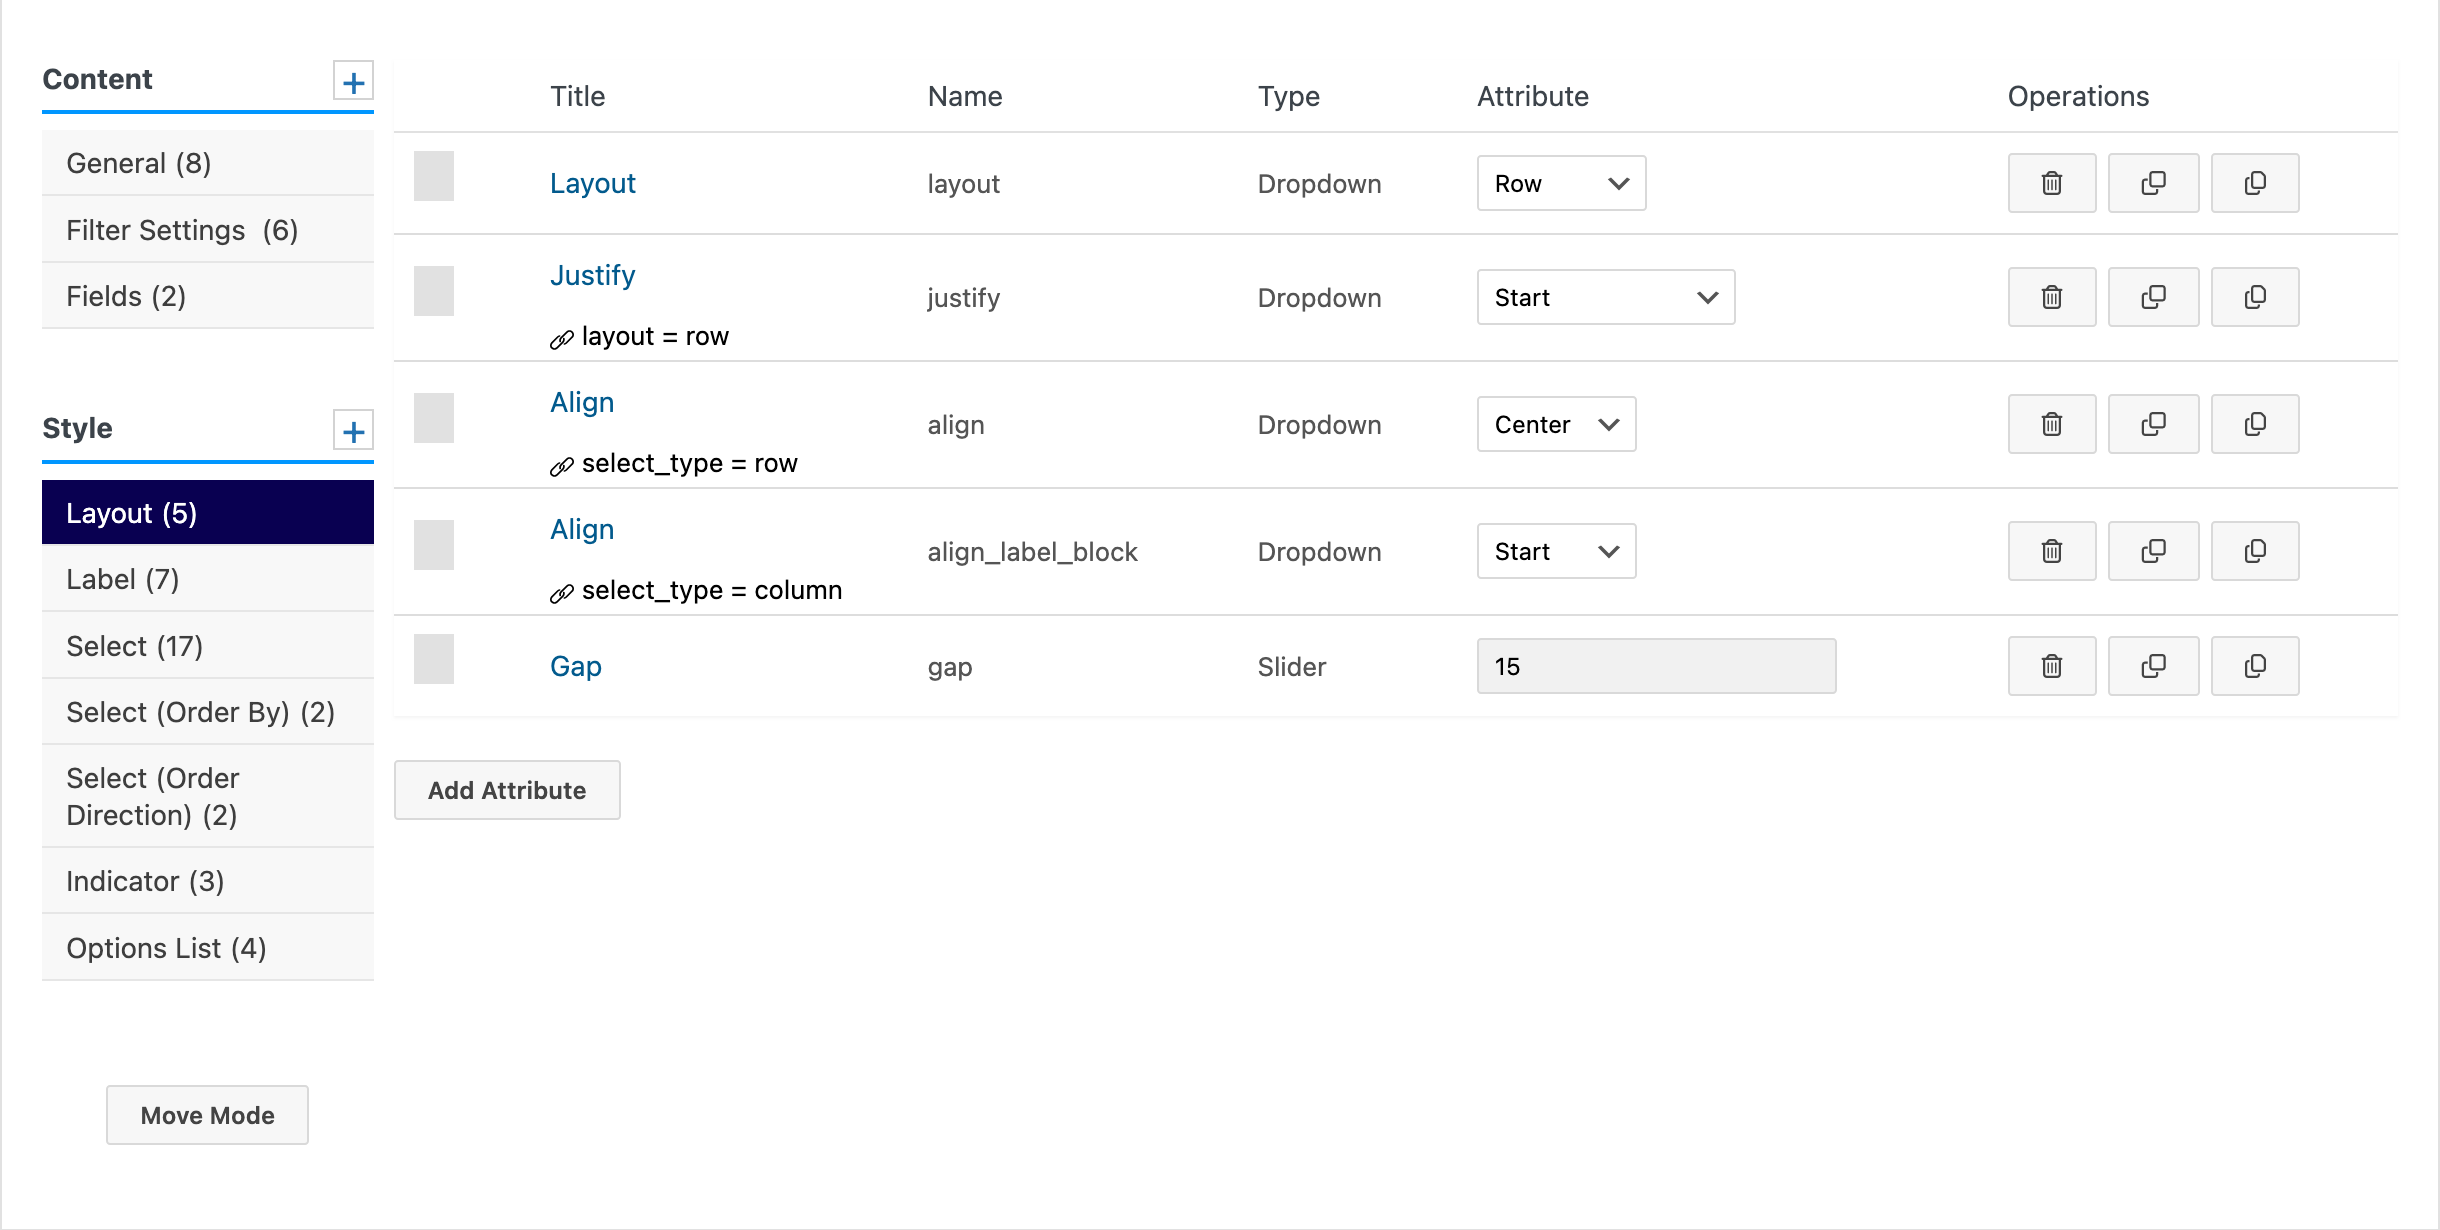 Content
General (8)
Filter Settings (6)
Fields (2)
Style
Layout (5)
Label (7)
Select (17)
Select (Order By) (2)
Select (Order
Direction) (2)
Indicator (3)
Options List (4)
Move Mode
Title Name Type Attribute Operations
Layout layout Dropdown Row
Justify
layout = row
justify Dropdown Start
Align
select_type = row
align Dropdown Center
Align
select_type = column
align_label_block Dropdown Start
Gap gap Slider 15
Add Attribute